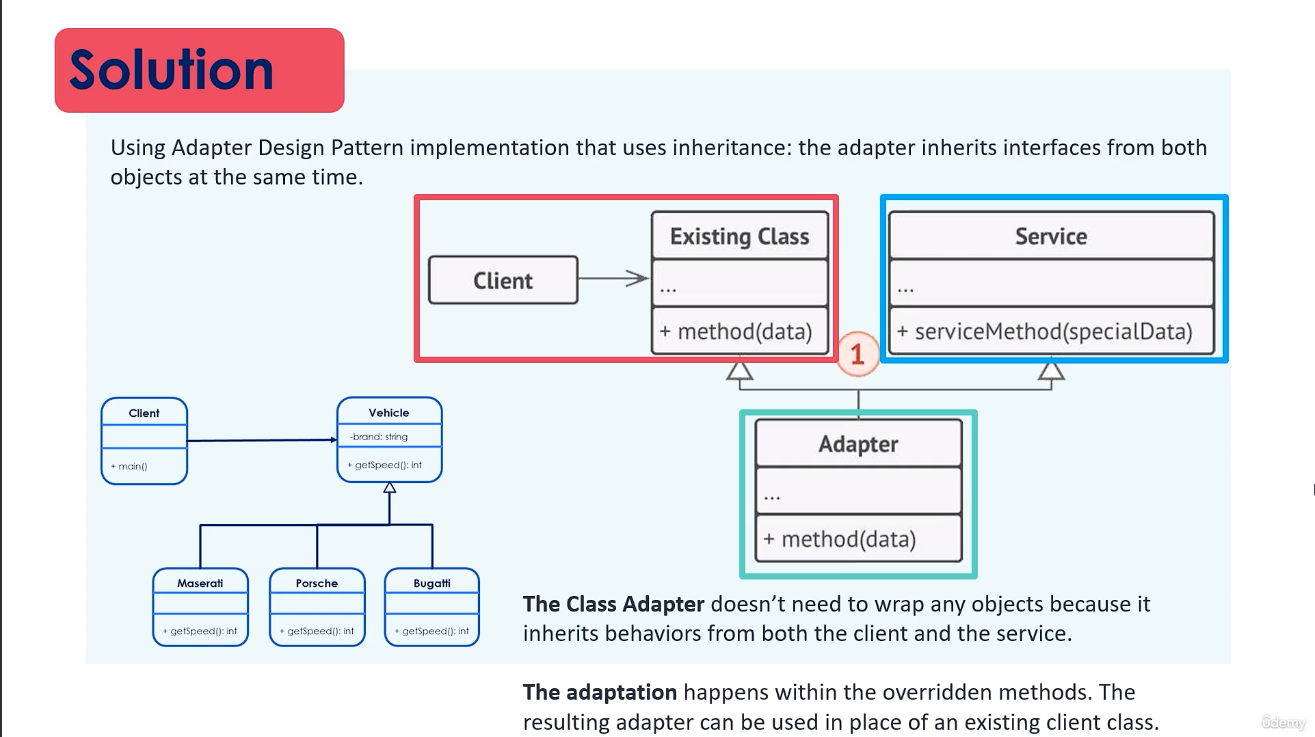 Solution
Using Adapter Design Pattern implementation that uses inheritance: the adapter inherits interfaces from both
objects at the same time.
Client
Existing Class
...
+ method(data)
Service
...
+ serviceMethod(specialData)
1
Adapter
...
+ method(data)
Client
+ main()
Vehicle
-brand: string
+ getSpeed(): int
Maserati
+ getSpeed(): int
Porsche
+ getSpeed(): int
Bugatti
+ getSpeed(): int
The Class Adapter doesn’t need to wrap any objects because it
inherits behaviors from both the client and the service.
The adaptation happens within the overridden methods. The
resulting adapter can be used in place of an existing client class.
ûdemy